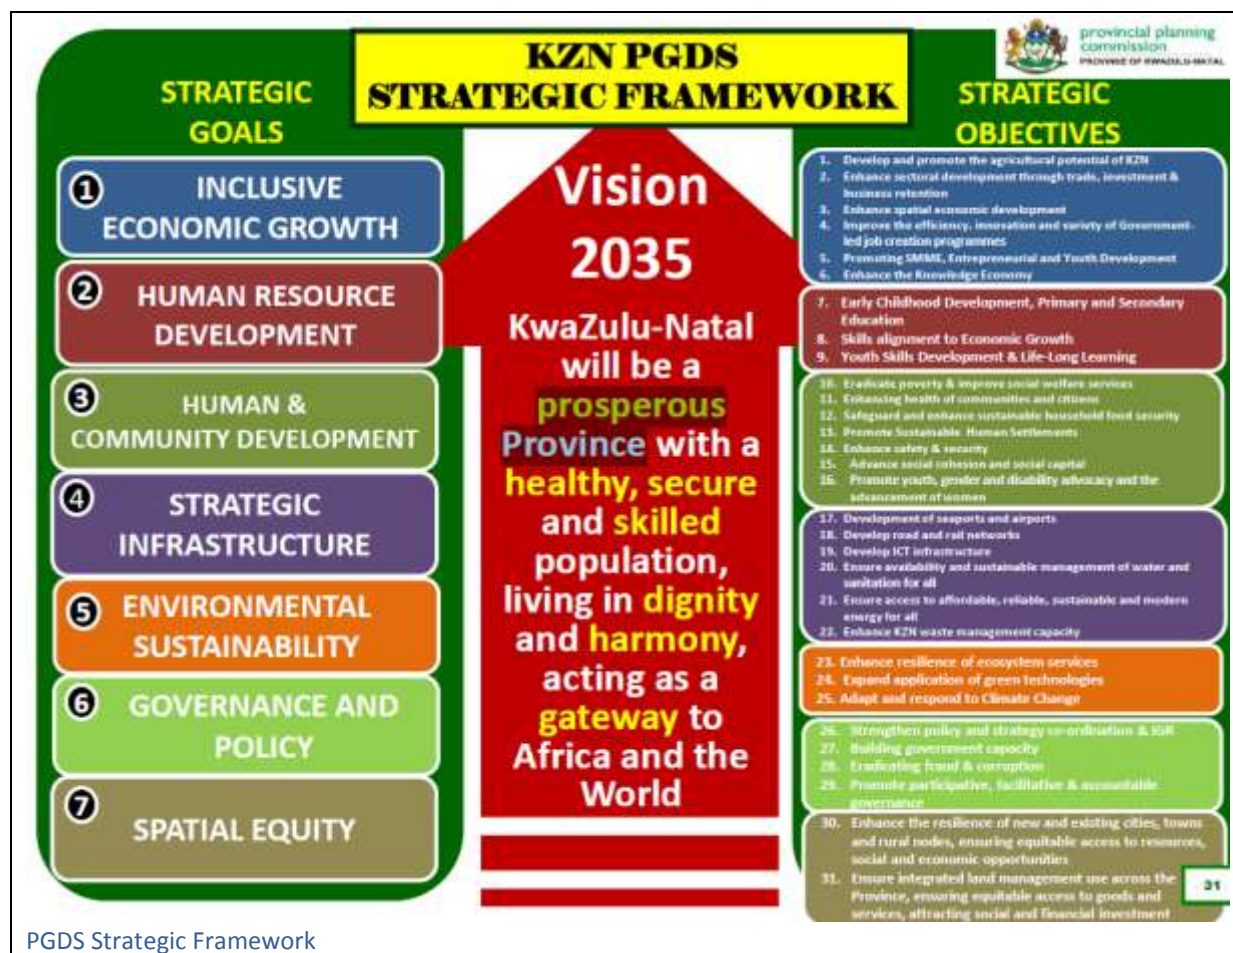 KZN PGDS
STRATEGIC FRAMEWORK
provincial planning
commission
PROVINCE OF KWAZULU-NATAL
STRATEGIC
GOALS
1 INCLUSIVE
ECONOMIC GROWTH
2 HUMAN RESOURCE
DEVELOPMENT
3 HUMAN &
COMMUNITY DEVELOPMENT
4 STRATEGIC
INFRASTRUCTURE
5 ENVIRONMENTAL
SUSTAINABILITY
6 GOVERNANCE AND
POLICY
7 SPATIAL EQUITY
Vision
2035
KwaZulu-Natal
will be a
prosperous
Province with a
healthy, secure
and skilled
population,
living in dignity
and harmony,
acting as a
gateway to
Africa and the
World
STRATEGIC
OBJECTIVES
1. Develop and promote the agricultural potential of KZN
2. Enhance sectoral development through trade, investment &
business retention
3. Enhance spatial economic development
4. Improve the efficiency, innovation and variety of Government-
led job creation programmes
5. Promoting SMME, Entrepreneurial and Youth Development
6. Enhance the Knowledge Economy
7. Early Childhood Development, Primary and Secondary
Education
8. Skills alignment to Economic Growth
9. Youth Skills Development & Life-Long Learning
10. Eradicate poverty & improve social welfare services
11. Enhancing health of communities and citizens
12. Safeguard and enhance sustainable household food security
13. Promote Sustainable Human Settlements
14. Enhance safety & security
15. Advance social cohesion and social capital
16. Promote youth, gender and disability advocacy and the
advancement of women
17. Development of seaports and airports
18. Develop road and rail networks
19. Develop ICT infrastructure
20. Ensure availability and sustainable management of water and
sanitation for all
21. Ensure access to affordable, reliable, sustainable and modern
energy for all
22. Enhance KZN waste management capacity
23. Enhance resilience of ecosystem services
24. Expand application of green technologies
25. Adapt and respond to Climate Change
26. Strengthen policy and strategy co-ordination & IGR
27. Building government capacity
28. Eradicating fraud & corruption
29. Promote participative, facilitative & accountable
governance
30. Enhance the resilience of new and existing cities, towns
and rural nodes, ensuring equitable access to resources,
social and economic opportunities
31. Ensure integrated land management use across the
Province, ensuring equitable access to goods and
services, attracting social and financial investment
31
PGDS Strategic Framework